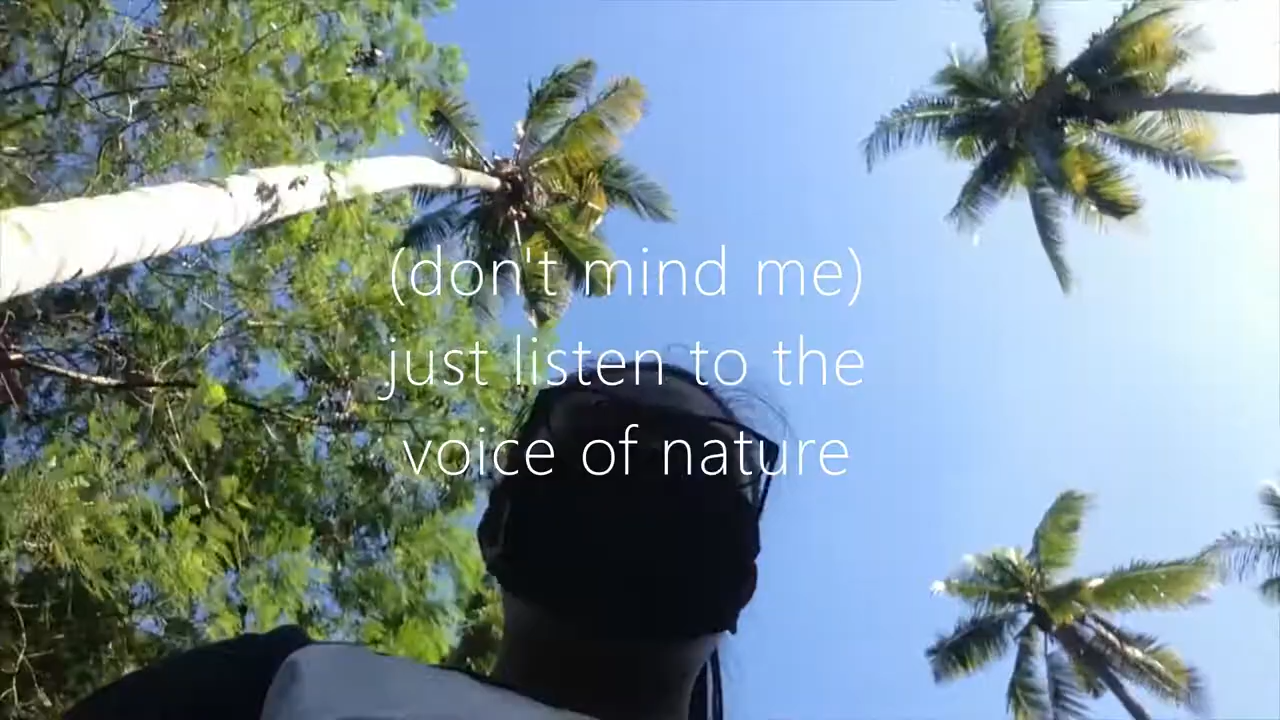 (don't mind me)
just listen to the
voice of nature